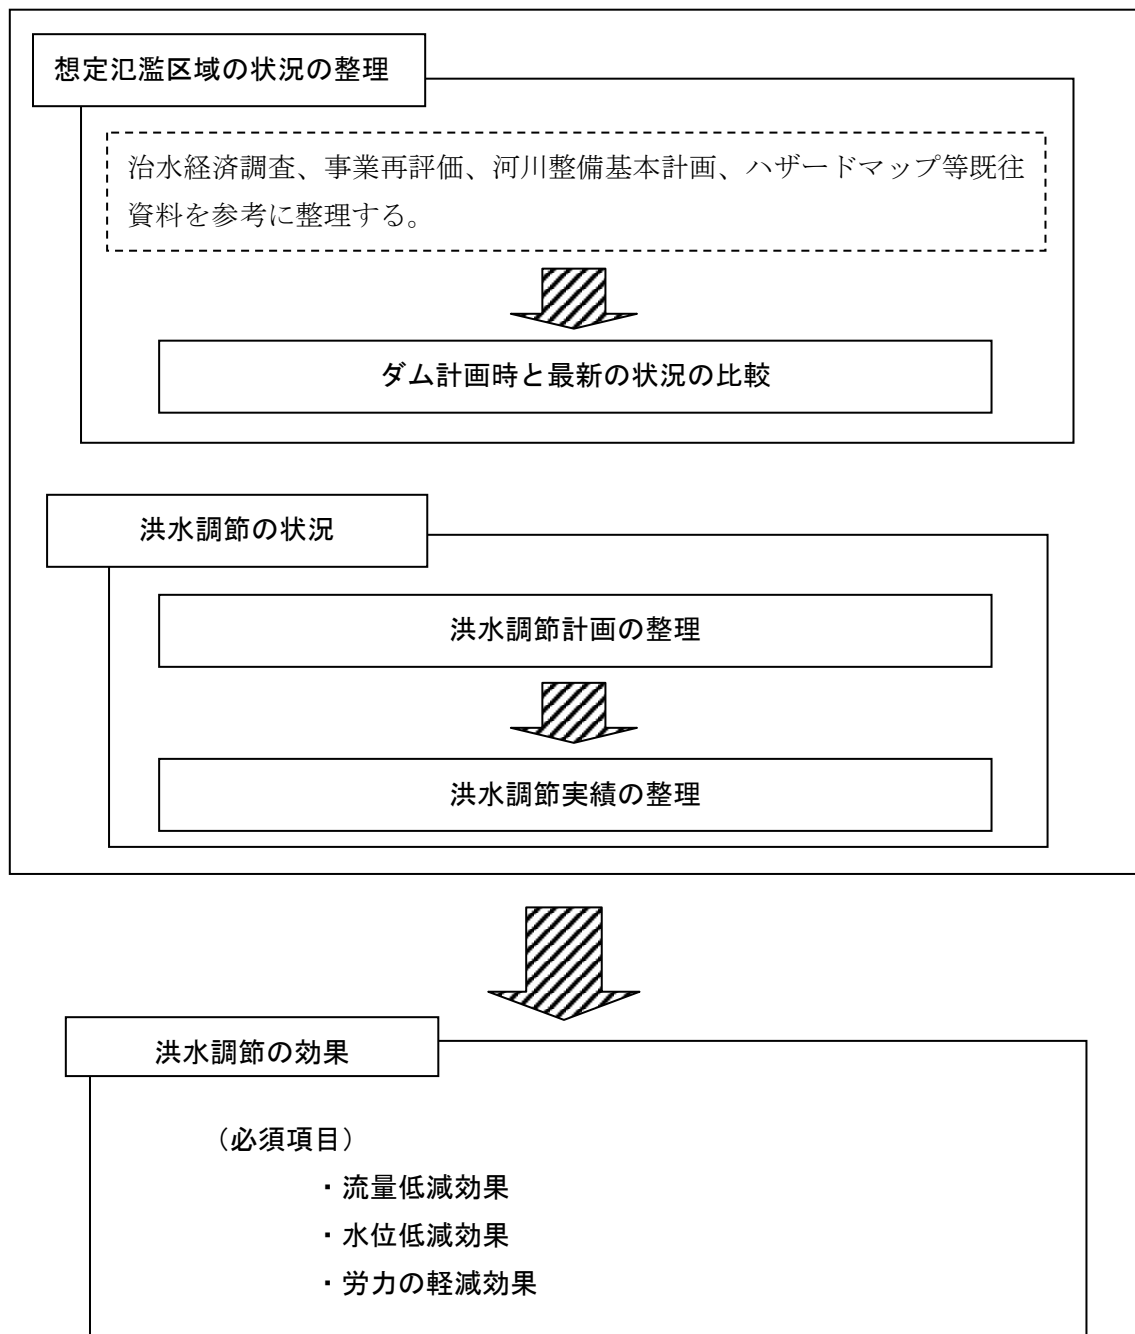 想定氾濫区域の状況の整理
治水経済調査、事業再評価、河川整備基本計画、ハザードマップ等既往
資料を参考に整理する。
ダム計画時と最新の状況の比較
洪水調節の状況
洪水調節計画の整理
洪水調節実績の整理
洪水調節の効果
（必須項目）
・流量低減効果
・水位低減効果
・労力の軽減効果